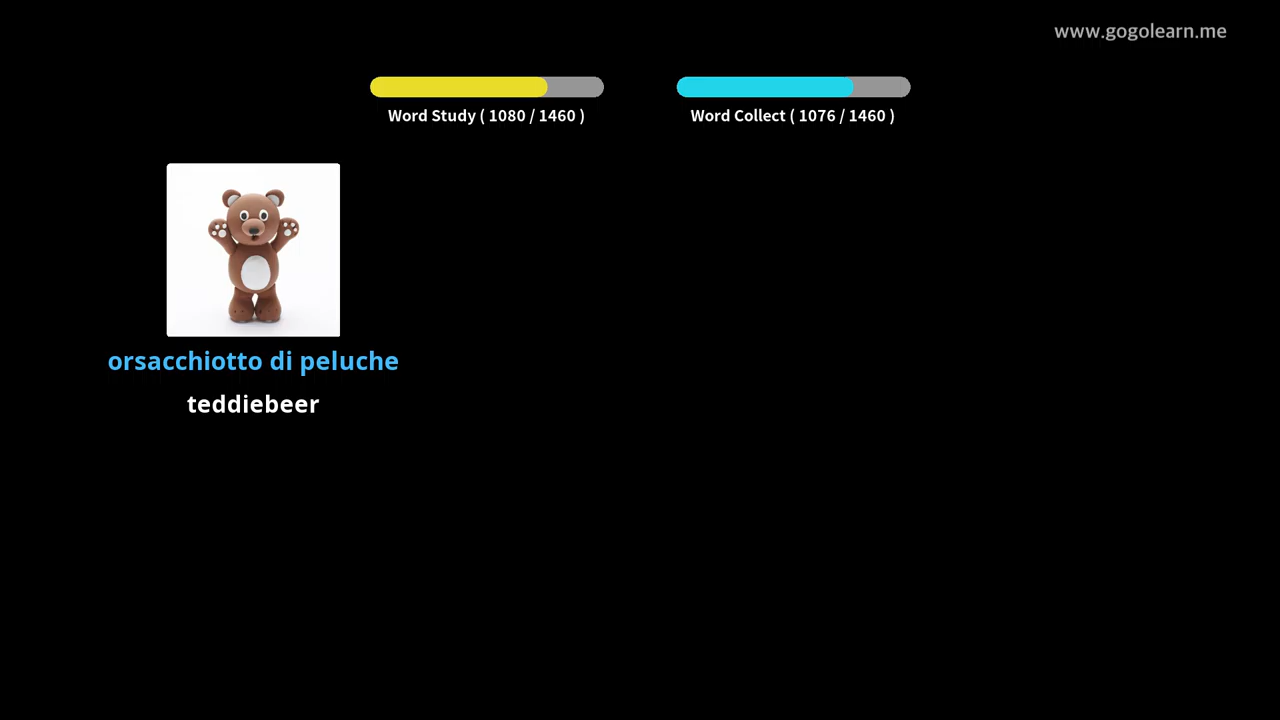 www.gogolearn.me
Word Study ( 1080 / 1460 )
Word Collect ( 1076 / 1460 )
orsacchiotto di peluche
teddiebeer